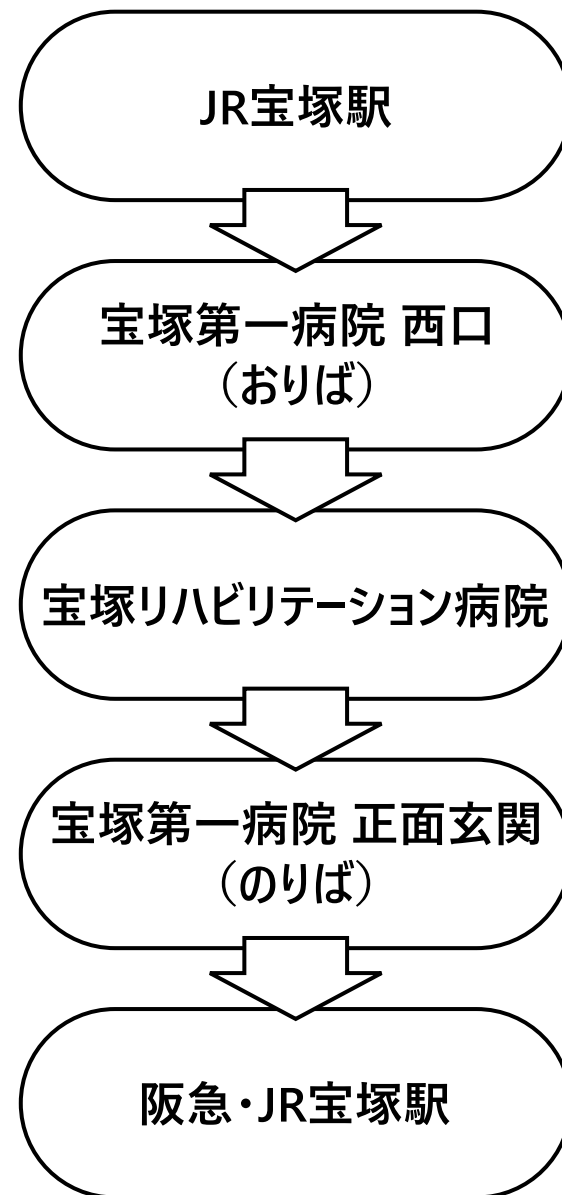 JR宝塚駅
宝塚第一病院 西口
（おりば）
宝塚リハビリテーション病院
宝塚第一病院 正面玄関
（のりば）
阪急・JR宝塚駅